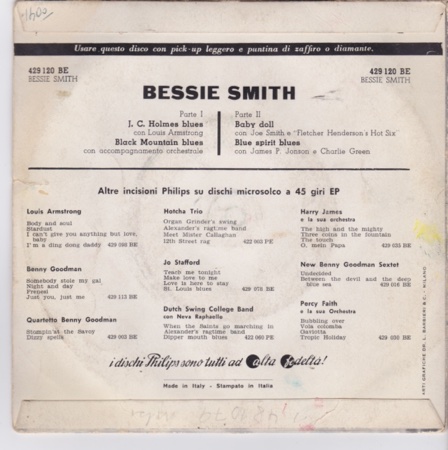 Usare questo disco con pick-up leggero e puntina di zaffiro o diamante.
429 120 BE
BESSIE SMITH
429 120 BE
BESSIE SMITH
BESSIE SMITH
Parte I
J. C. Holmes blues
con Louis Armstrong
Black Mountain blues
con accompagnamento orchestrale
Parte II
Baby doll
con Joe Smith e "Fletcher Henderson's Hot Six"
Blue spirit blues
con James P. Jonson e Charlie Green
Altre incisioni Philips su dischi microsolco a 45 giri EP
Louis Armstrong
Body and soul
Stardust
I can't give you anything but love,
baby
I'm a ding dong daddy 429 088 BE
Benny Goodman
Somebody stole my gal
Night and day
Frenesi
Just you, just me 429 113 BE
Quartetto Benny Goodman
Stompin'at the Savoy
Dizzy spells 429 003 BE
Hotcha Trio
Organ Grinder's swing
Alexander's ragtime band
Meet Mister Callaghan
12th Street rag 422 003 PE
Jo Stafford
Teach me tonight
Make love to me
Love is here to stay
St. Louis blues 429 078 BE
Dutch Swing College Band
con Neva Raphaello
When the Saints go marching in
Alexander's ragtime band
Dipper mouth blues 422 069 PE
Harry James
e la sua orchestra
The high and the mighty
Three coins in the fountain
The touch
O, mein Papa 429 033 BE
New Benny Goodman Sextet
Undecided
Between the devil and the deep
blue sea 429 016 BE
Percy Faith
e la sua Orchestra
Bubbling over
Vola colomba
Gaviotta
Tropic Holiday
i dischi Philips sono tutti ad alta fedeltà!
Made in Italy - Stampato in Italia
ARTI GRAFICHE DR. L. BARBIERI S.C. - MILANO